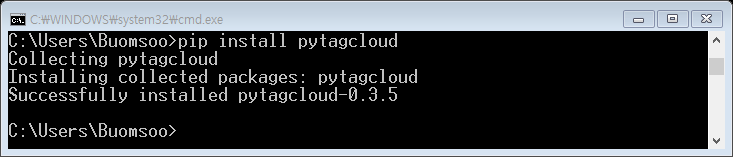 C:₩WINDOWS₩system32₩cmd.exe
C:\Users\Buomsoo>pip install pytagcloud
Collecting pytagcloud
Installing collected packages: pytagcloud
Successfully installed pytagcloud-0.3.5
C:\Users\Buomsoo>